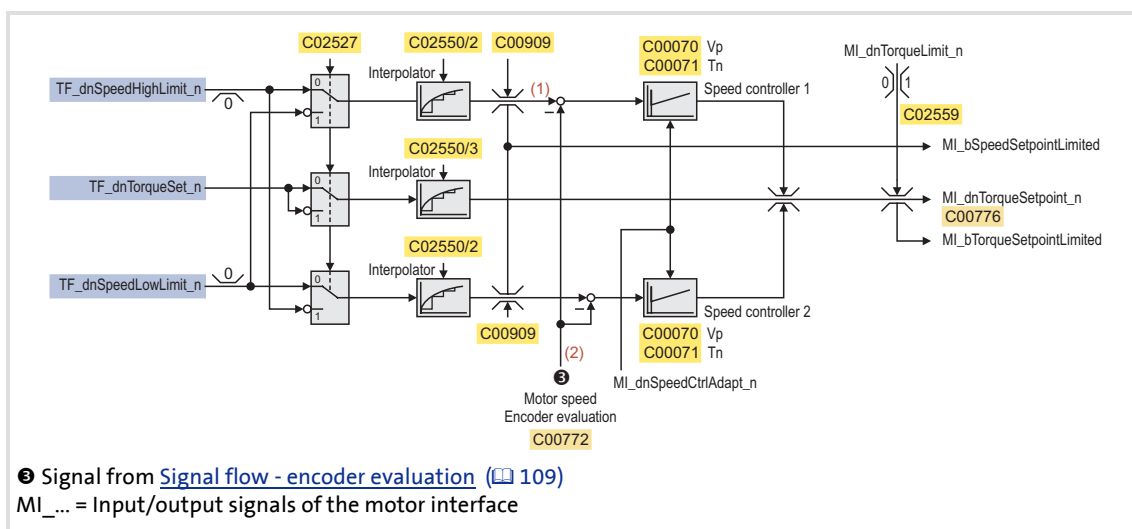 C02527
C02550/2
C00909
C00070 Vp
C00071 Tn
MI_dnTorqueLimit_n
Interpolator
0 1
TF_dnSpeedHighLimit_n
0
0
1
(1)
Speed controller 1
C02559
C02550/3
MI_bSpeedSetpointLimited
Interpolator
TF_dnTorqueSet_n
0
1
MI_dnTorqueSetpoint_n
C00776
C02550/2
MI_bTorqueSetpointLimited
Interpolator
TF_dnSpeedLowLimit_n
0
0
1
C00909
Speed controller 2
C00070 Vp
C00071 Tn
(2)
❸
MI_dnSpeedCtrlAdapt_n
Motor speed
Encoder evaluation
C00772
❸ Signal from Signal flow - encoder evaluation (🕮 109)
MI_... = Input/output signals of the motor interface